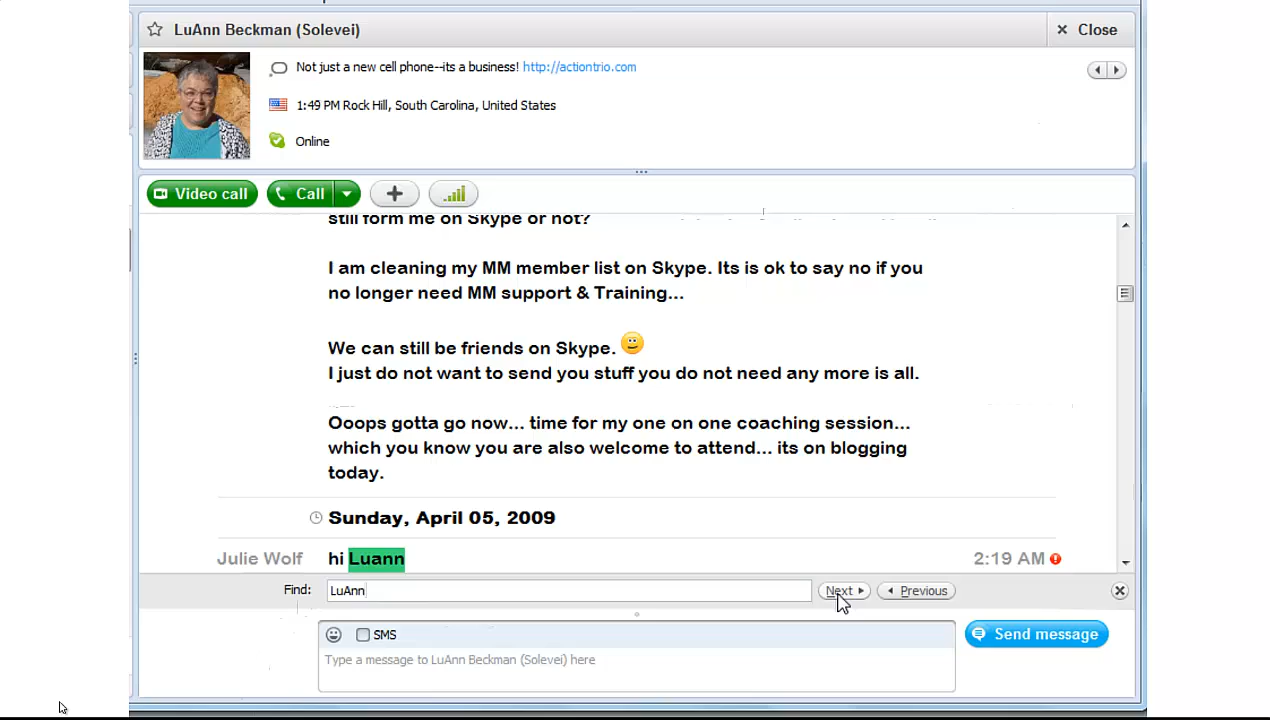 LuAnn Beckman (Solevei)
Close
Not just a new cell phone--its a business! http://actiontrio.com
1:49 PM Rock Hill, South Carolina, United States
Online
Video call
Call
still form me on Skype or not?
I am cleaning my MM member list on Skype. Its is ok to say no if you
no longer need MM support & Training...
We can still be friends on Skype.
I just do not want to send you stuff you do not need any more is all.
Ooops gotta go now... time for my one on one coaching session...
which you know you are also welcome to attend... its on blogging
today.
Sunday, April 05, 2009
Julie Wolf hi Luann 2:19 AM
Find: LuAnn Next Previous
SMS
Send message
Type a message to LuAnn Beckman (Solevei) here